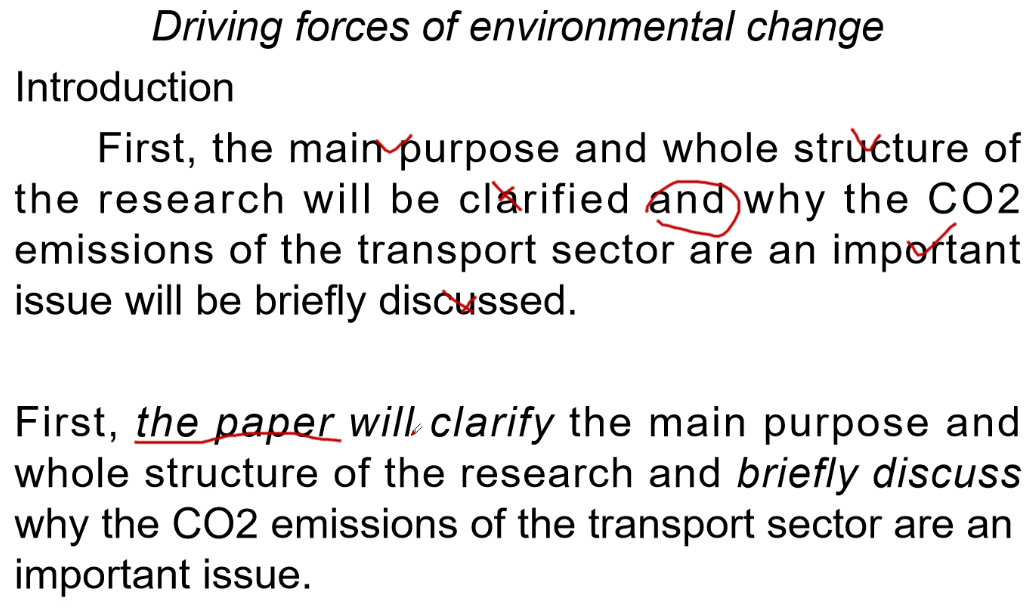 Driving forces of environmental change
Introduction
First, the main purpose and whole structure of
the research will be clarified and why the CO2
emissions of the transport sector are an important
issue will be briefly discussed.
First, the paper will clarify the main purpose and
whole structure of the research and briefly discuss
why the CO2 emissions of the transport sector are an
important issue.